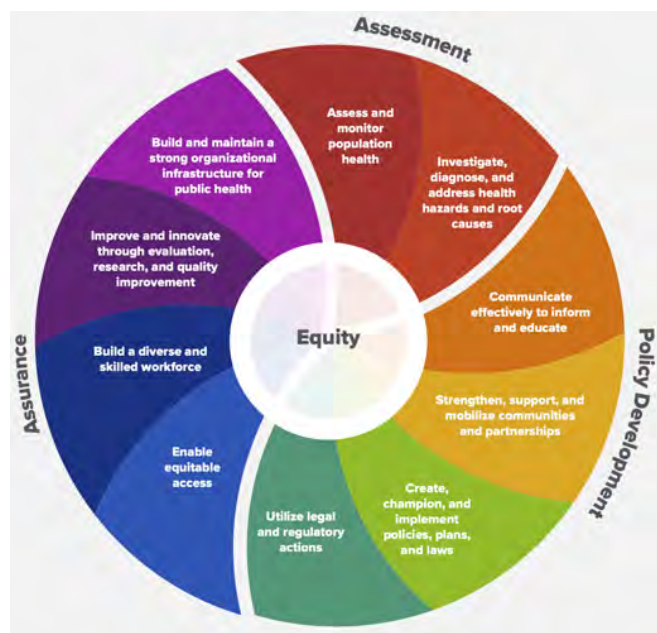 Assessment
Assess and
monitor
population
health
Investigate,
diagnose, and
address health
hazards and root
causes
Policy Development
Communicate
effectively to inform
and educate
Strengthen, support, and
mobilize communities
and partnerships
Create,
champion, and
implement
policies, plans,
and laws
Utilize legal
and regulatory
actions
Assurance
Enable
equitable
access
Build a diverse and
skilled workforce
Improve and innovate
through evaluation,
research, and quality
improvement
Build and maintain a
strong organizational
infrastructure for
public health
Equity